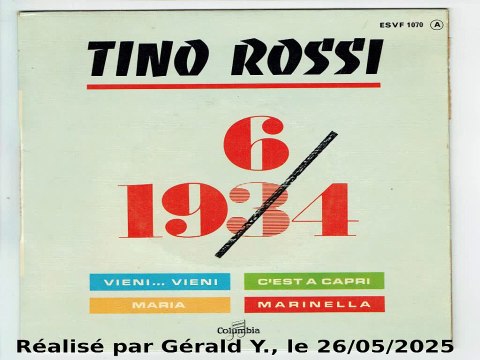 ESVF 1070 A
TINO ROSSI
6
1934
VIENI... VIENI
C'EST A CAPRI
MARIA
MARINELLA
Columbia
Réalisé par Gérald Y., le 26/05/2025